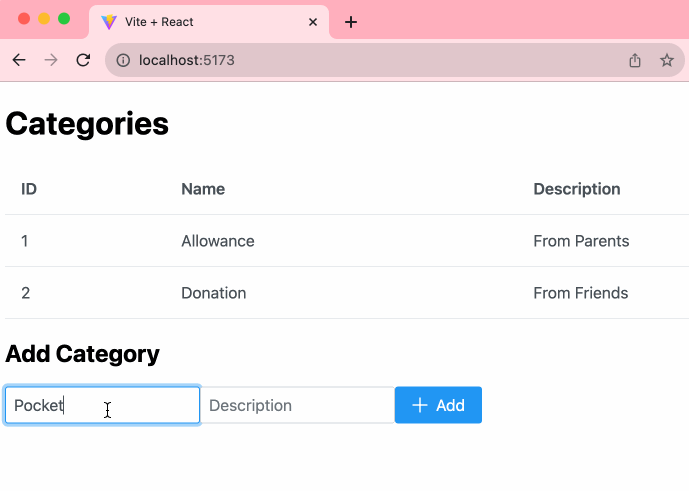 Vite + React
localhost:5173
Categories
ID Name Description
1 Allowance From Parents
2 Donation From Friends
Add Category
Pocket Description Add